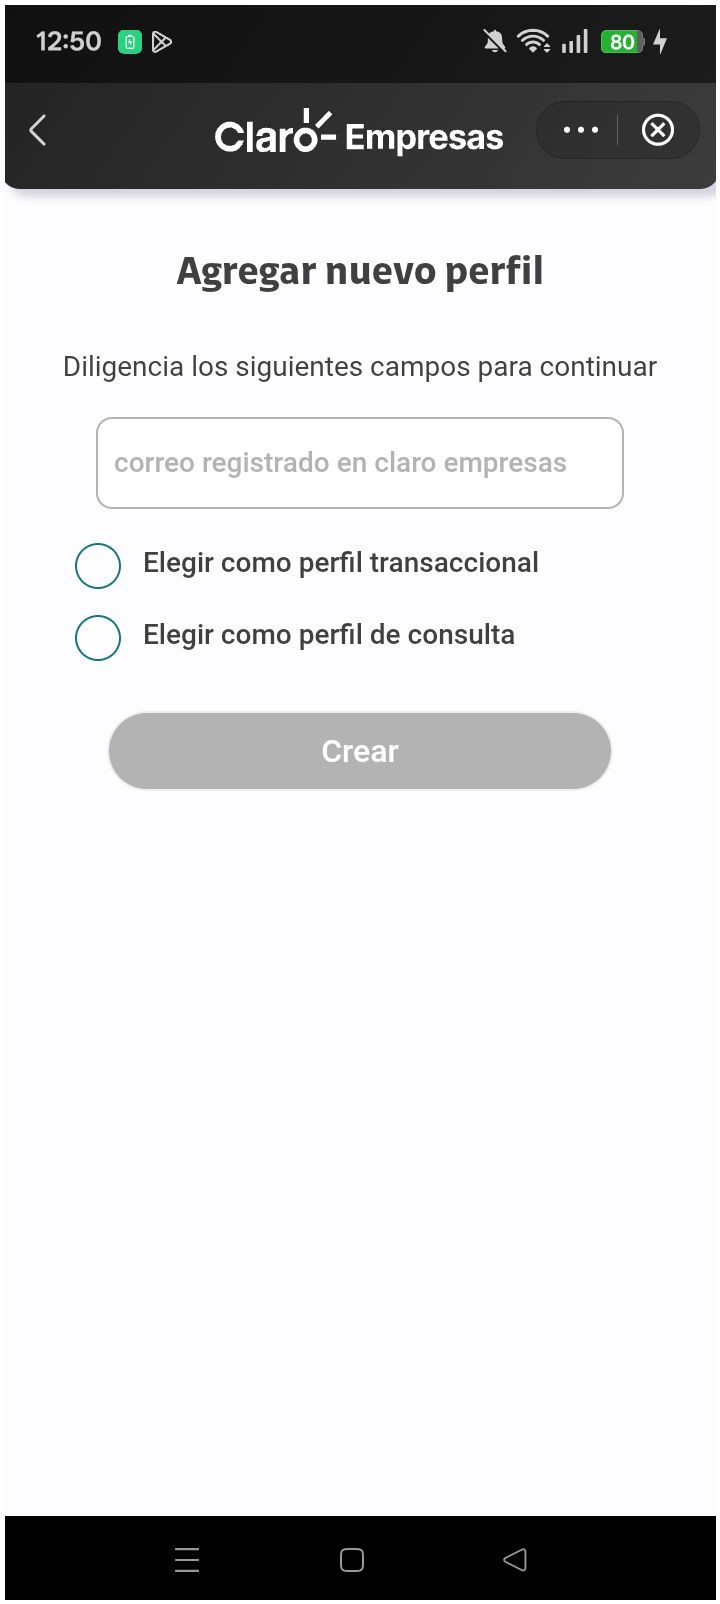 12:50
80
Claro Empresas
Agregar nuevo perfil
Diligencia los siguientes campos para continuar
correo registrado en claro empresas
Elegir como perfil transaccional
Elegir como perfil de consulta
Crear